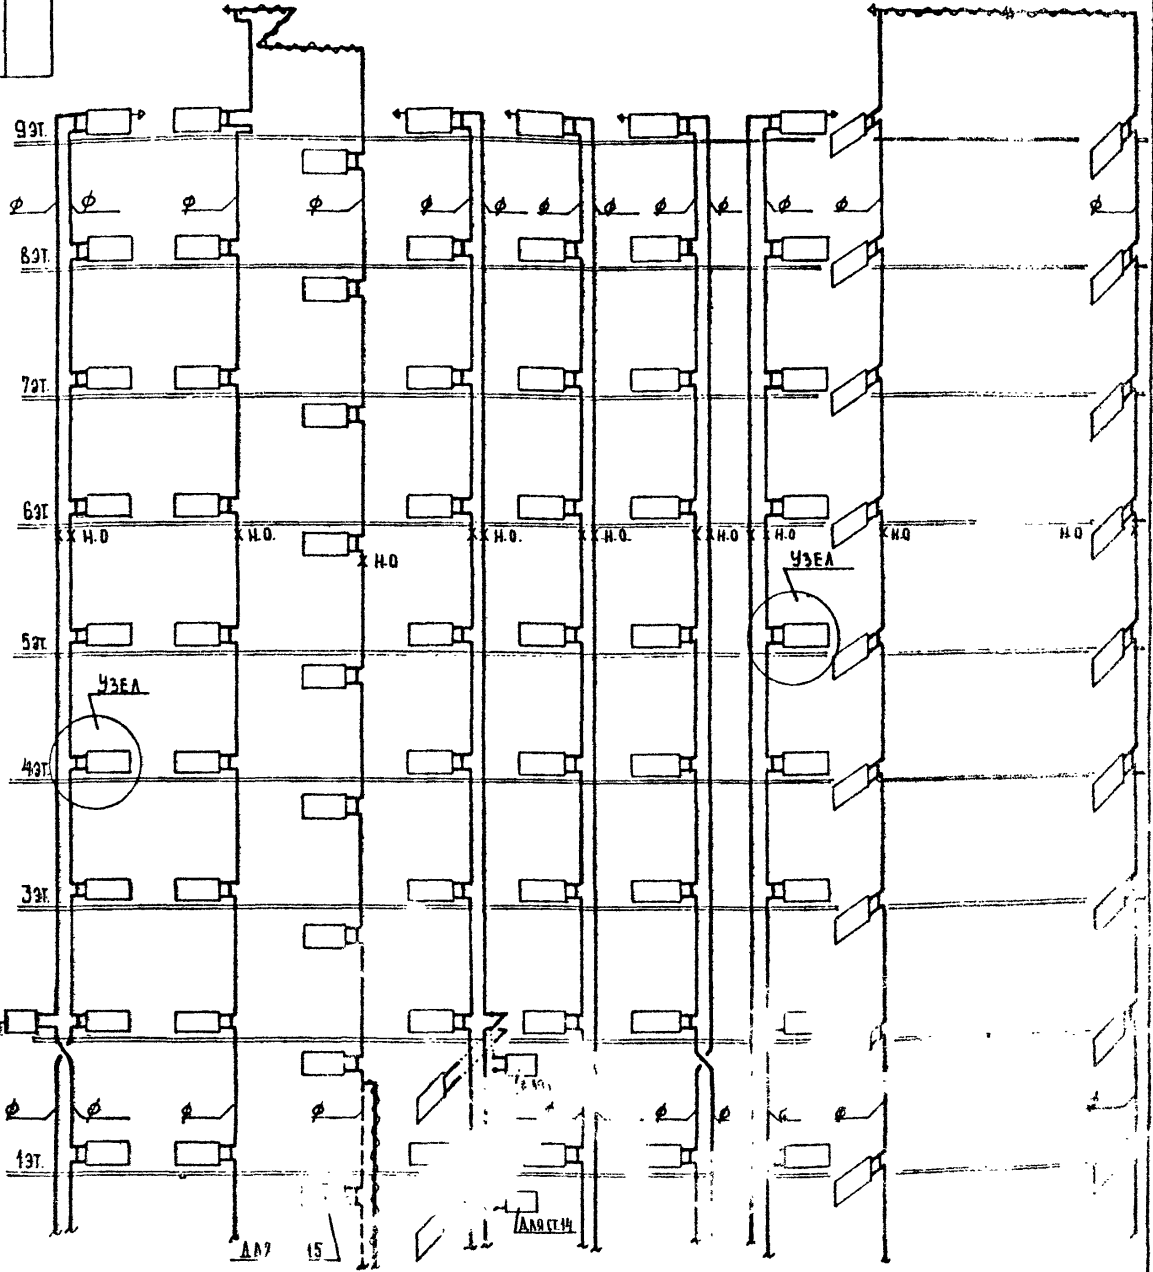 9эт.
ф ф ф ф ф ф ф ф ф ф ф ф ф
8эт.
7эт.
6эт
Н.О Н.О. Н.О. Н.О. Н.О Н.О Н.О Н.О
Н.О
УЗЕЛ
5эт
УЗЕЛ
4эт
3эт.
ф ф ф ф ф ф ф
1эт.
ДЛЯ СТ.14
15